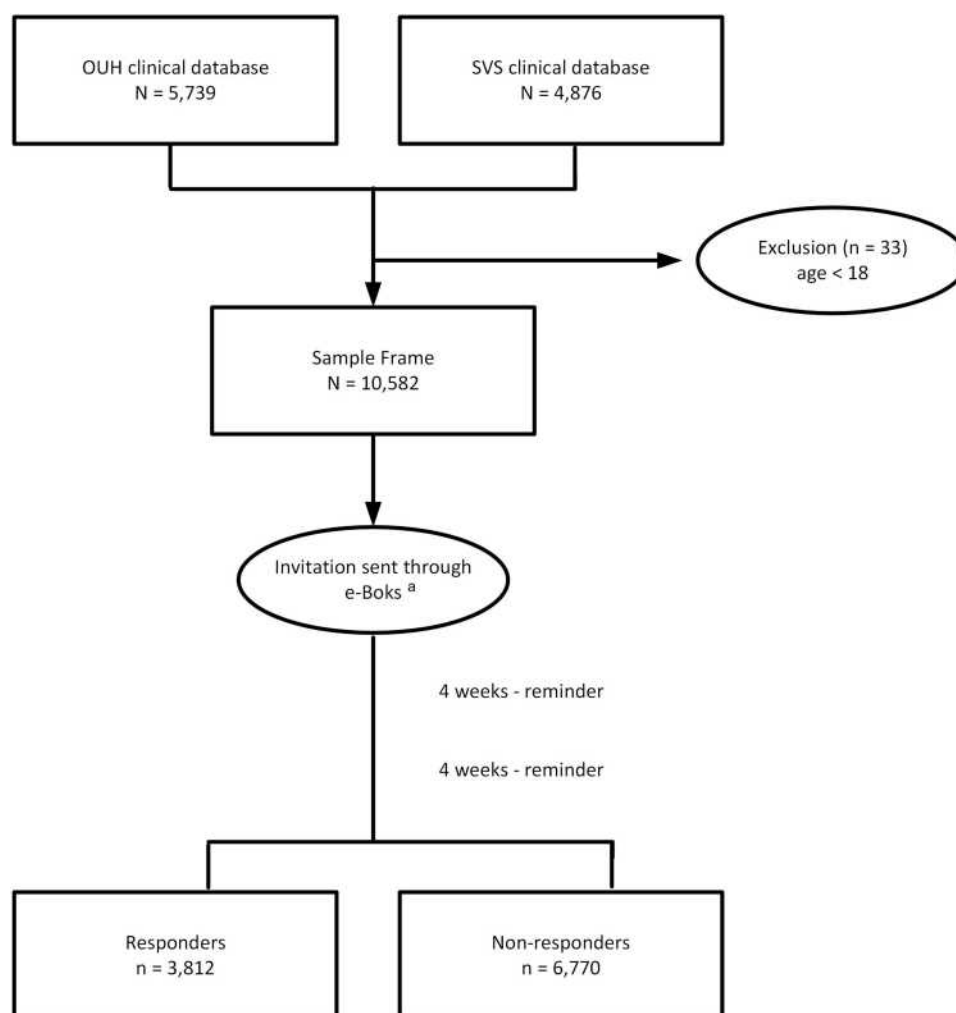 OUH clinical database
N = 5,739
SVS clinical database
N = 4,876
Exclusion (n = 33)
age < 18
Sample Frame
N = 10,582
Invitation sent through
e-Boks a
4 weeks - reminder
4 weeks - reminder
Responders
n = 3,812
Non-responders
n = 6,770